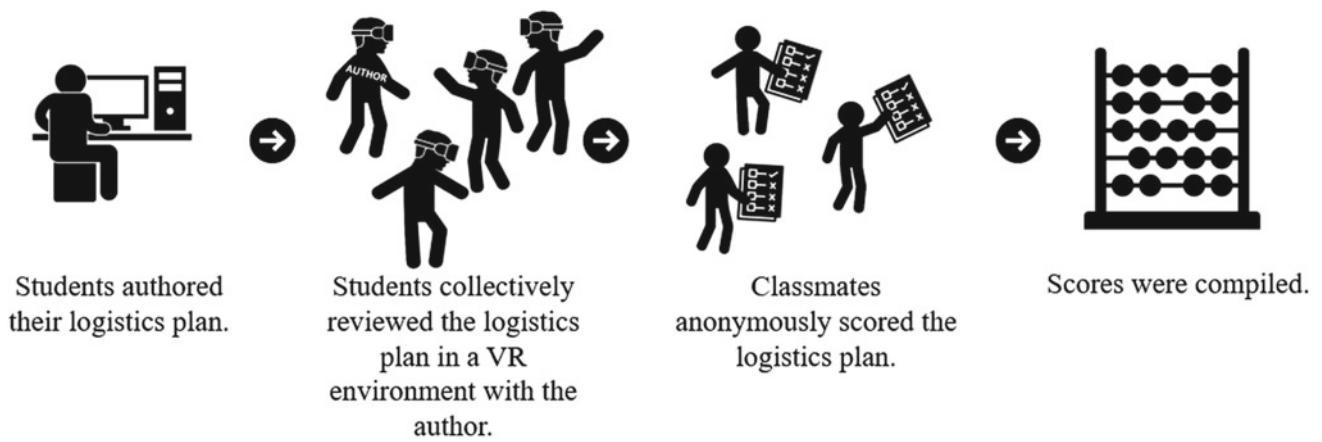 AUTHOR
Students authored
their logistics plan.
Students collectively
reviewed the logistics
plan in a VR
environment with the
author.
Classmates
anonymously scored the
logistics plan.
Scores were compiled.